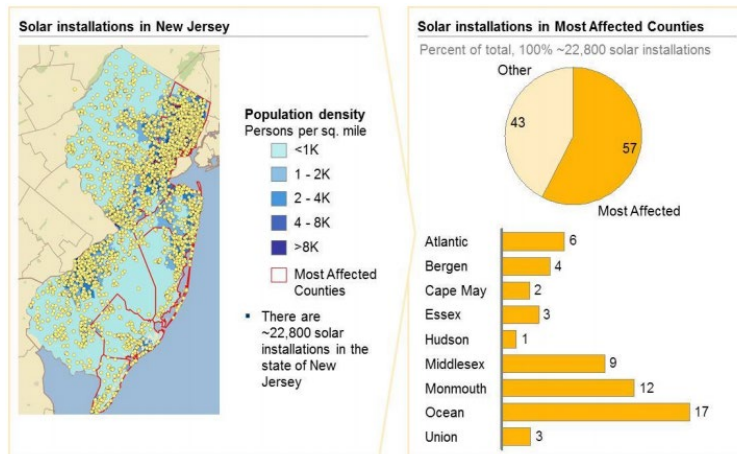 Solar installations in New Jersey
Population density
Persons per sq. mile
<1K
1 - 2K
2 - 4K
4 - 8K
>8K
Most Affected
Counties
▪ There are
~22,800 solar
installations in the
state of New
Jersey
Solar installations in Most Affected Counties
Percent of total, 100% ~22,800 solar installations
Other
43
57
Most Affected
Atlantic 6
Bergen 4
Cape May 2
Essex 3
Hudson 1
Middlesex 9
Monmouth 12
Ocean 17
Union 3